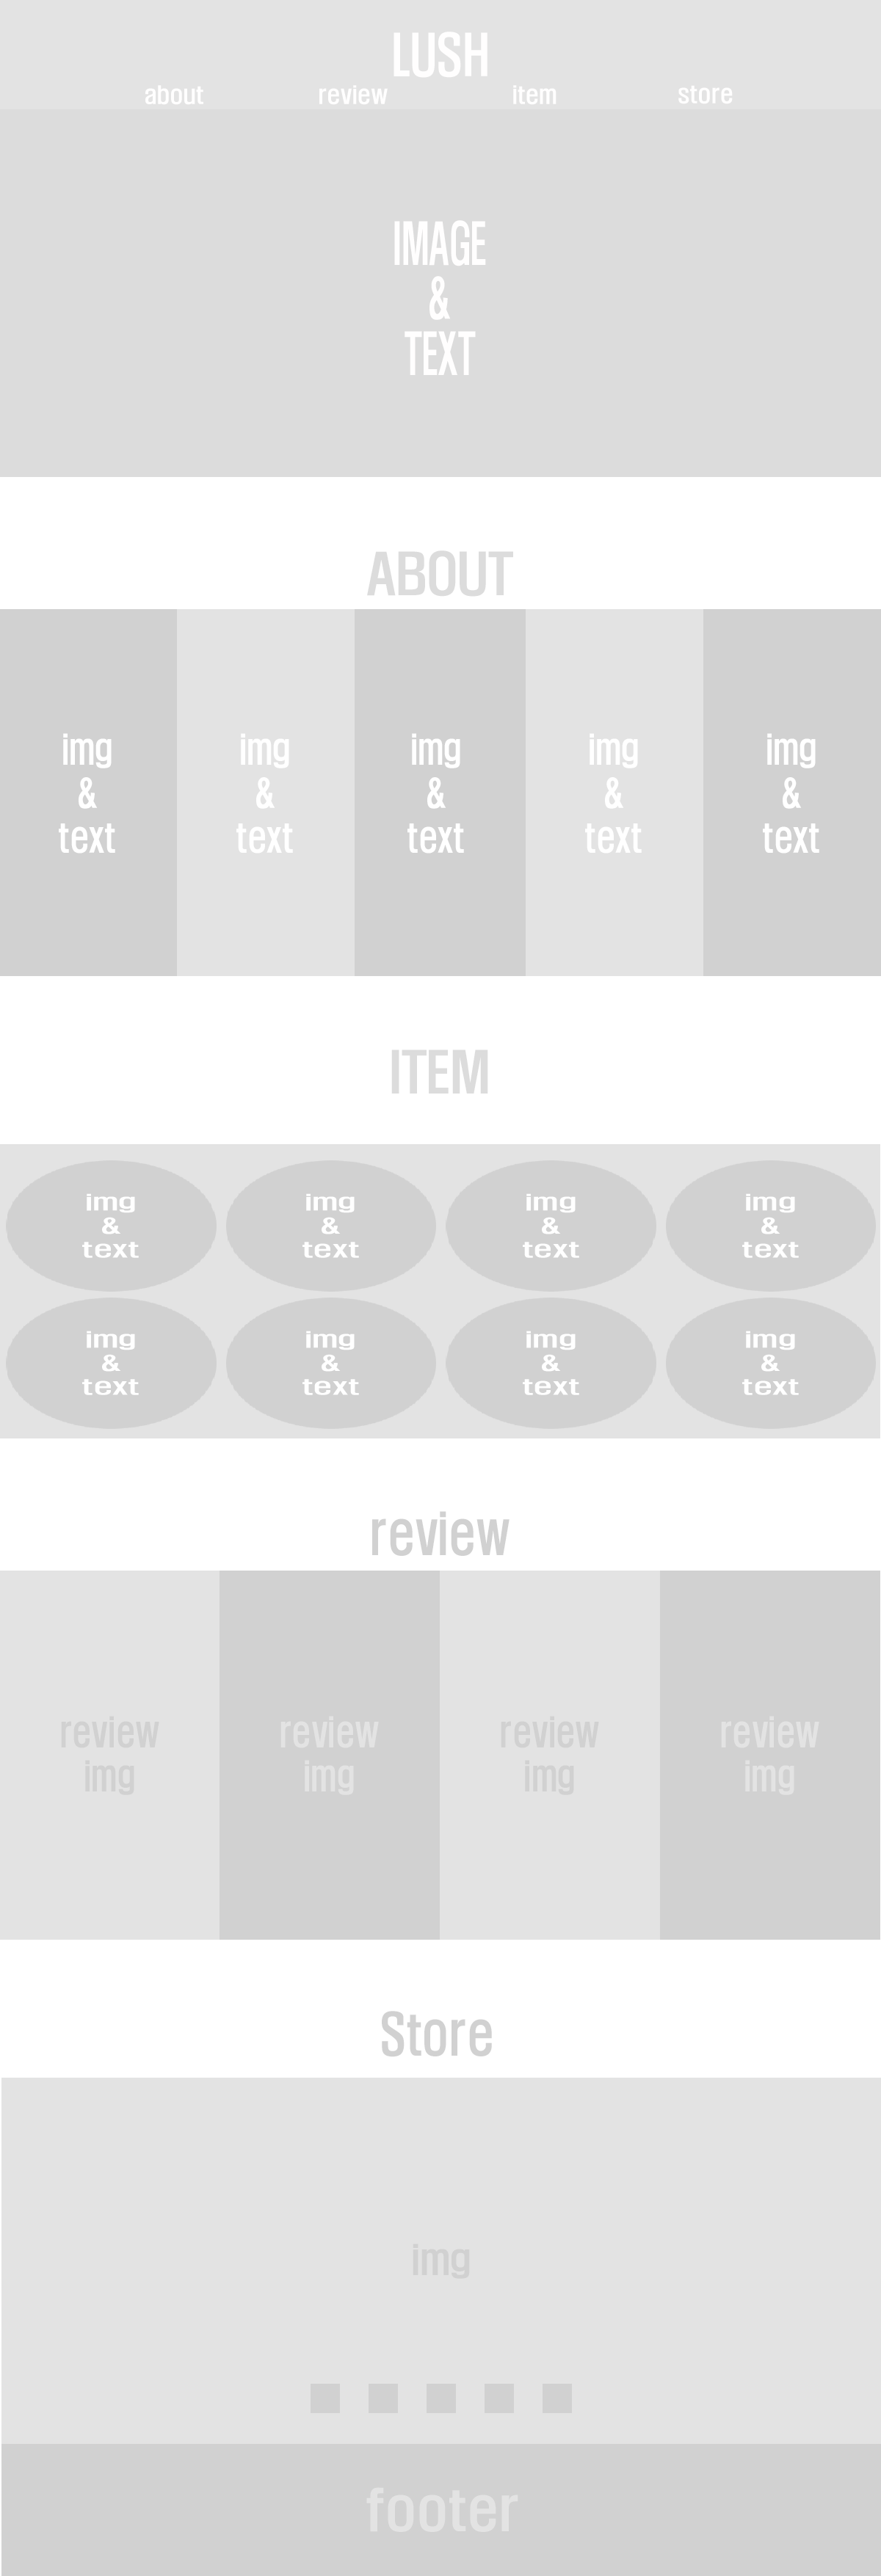 LUSH
about review item store
IMAGE
&
TEXT
ABOUT
img img img img img
& & & & &
text text text text text
ITEM
img img img img
& & & &
text text text text
img img img img
& & & &
text text text text
review
review review review review
img img img img
Store
img
footer